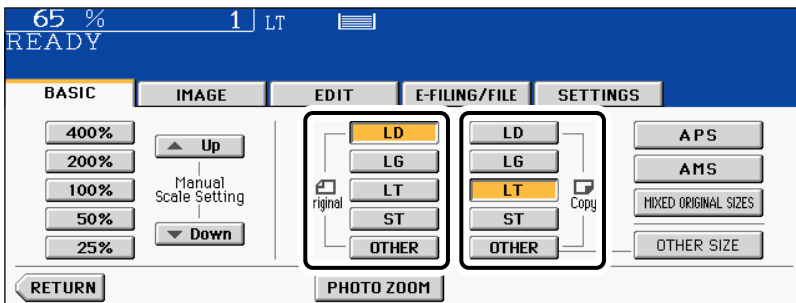 65 % 1 LT
READY
BASIC IMAGE EDIT E-FILING/FILE SETTINGS
400%
200%
100%
50%
25%
Up
Manual
Scale Setting
Down
riginal
LD
LG
LT
ST
OTHER
LD
LG
LT
ST
OTHER
Copy
APS
AMS
MIXED ORIGINAL SIZES
OTHER SIZE
RETURN
PHOTO ZOOM